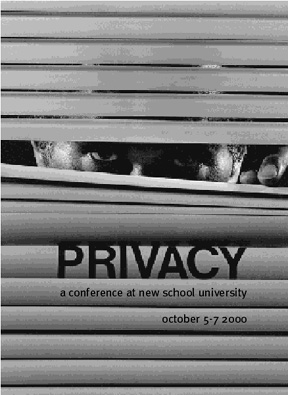 PRIVACY
a conference at new school university
october 5-7 2000